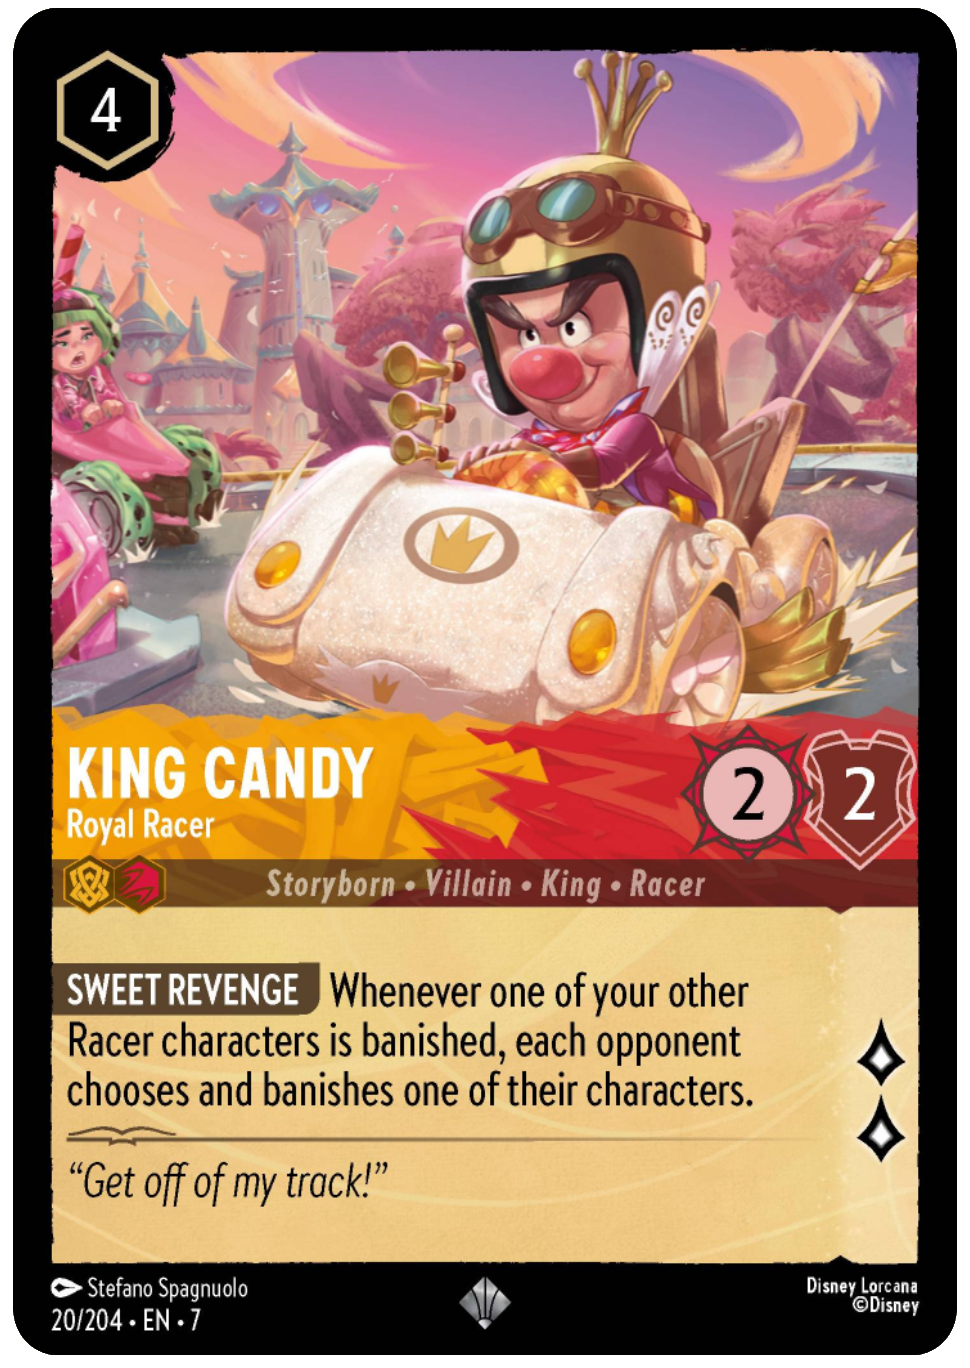 4
KING CANDY
Royal Racer
2 2
Storyborn • Villain • King • Racer
SWEET REVENGE Whenever one of your other
Racer characters is banished, each opponent
chooses and banishes one of their characters.
“Get off of my track!”
Stefano Spagnuolo
20/204 • EN • 7
Disney Lorcana
©Disney